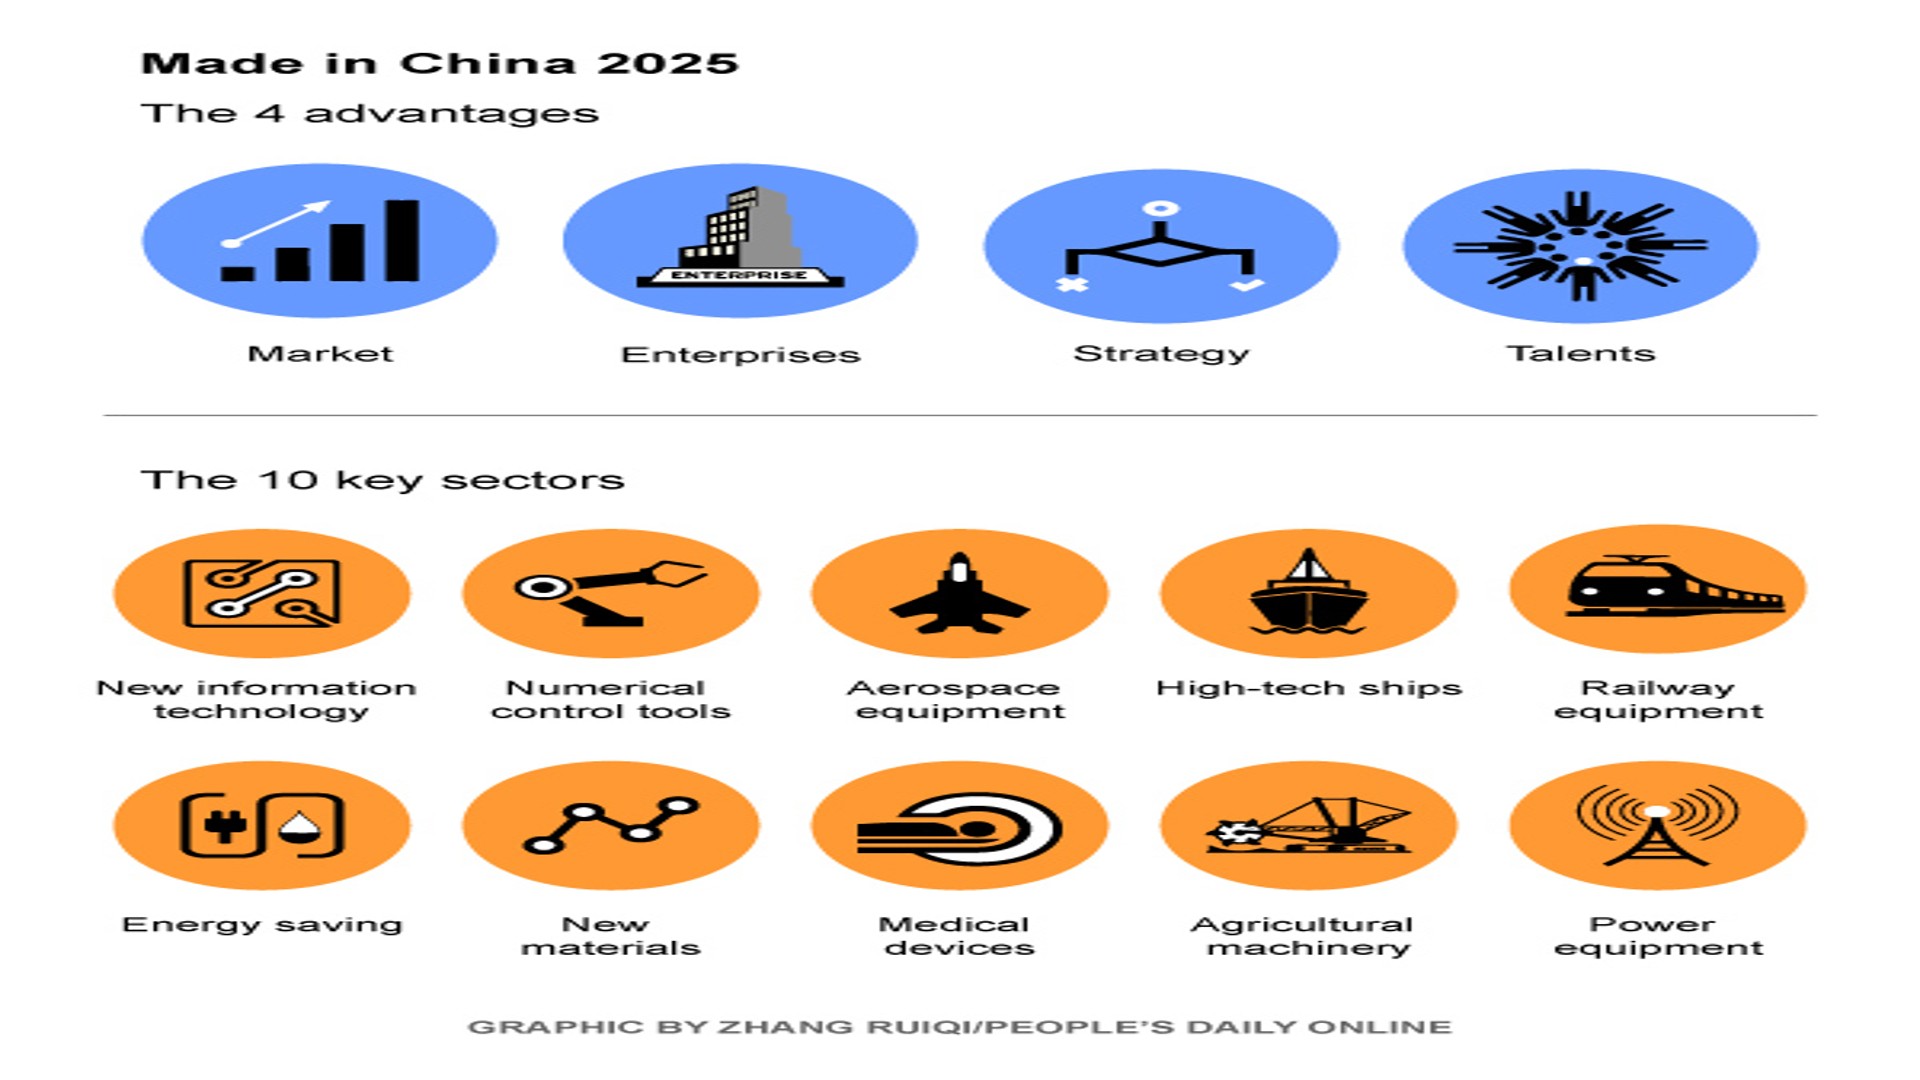 Made in China 2025
The 4 advantages
ENTERPRISE
Market
Enterprises
Strategy
Talents
The 10 key sectors
New information
technology
Numerical
control tools
Aerospace
equipment
High-tech ships
Railway
equipment
Energy saving
New
materials
Medical
devices
Agricultural
machinery
Power
equipment
GRAPHIC BY ZHANG RUIQI/PEOPLE'S DAILY ONLINE